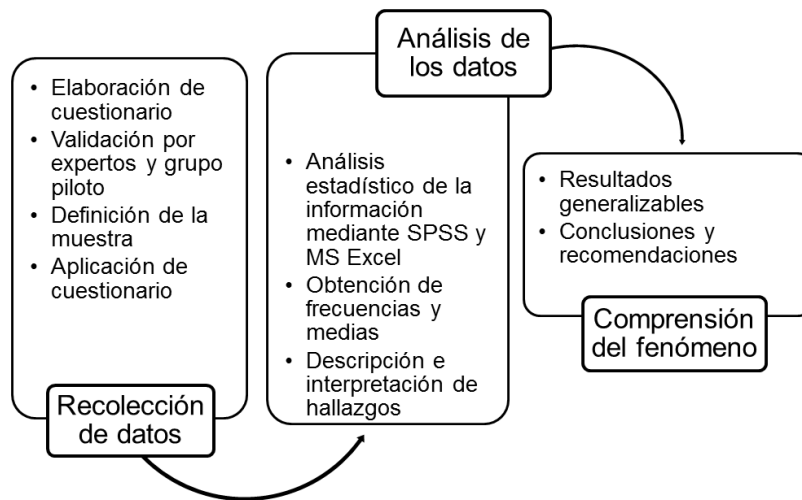 • Elaboración de
cuestionario
• Validación por
expertos y grupo
piloto
• Definición de la
muestra
• Aplicación de
cuestionario
Recolección
de datos
Análisis de
los datos
• Análisis
estadístico de la
información
mediante SPSS y
MS Excel
• Obtención de
frecuencias y
medias
• Descripción e
interpretación de
hallazgos
• Resultados
generalizables
• Conclusiones y
recomendaciones
Comprensión
del fenómeno